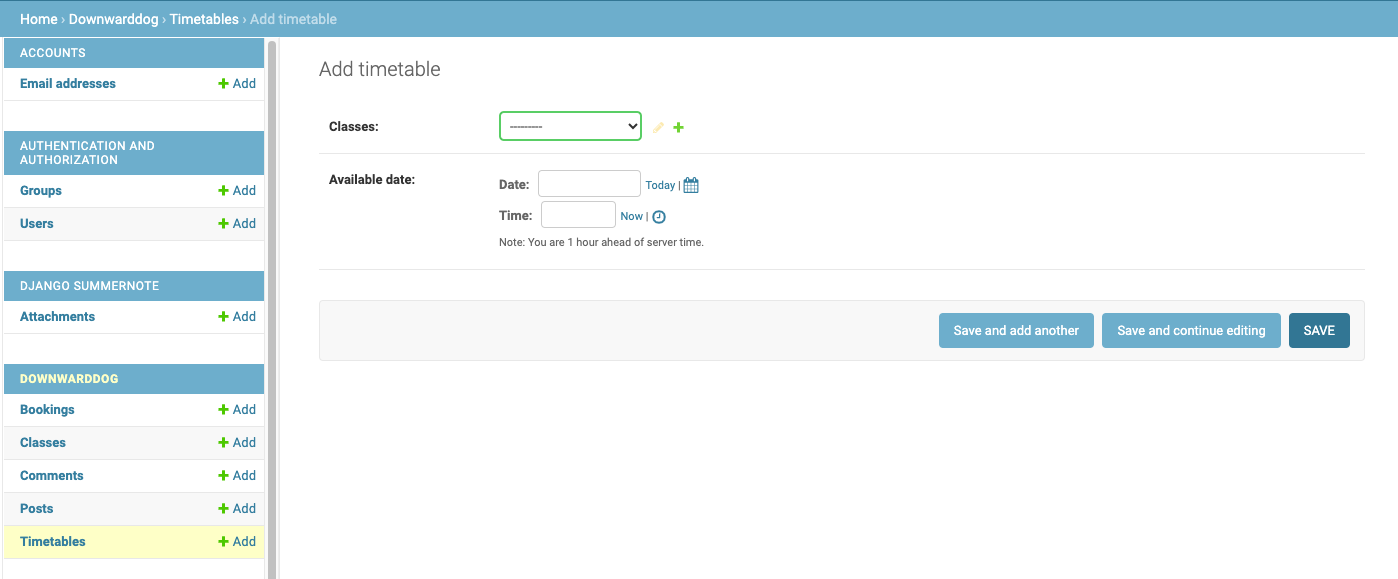 Home › Downwarddog › Timetables › Add timetable
ACCOUNTS
Email addresses + Add
AUTHENTICATION AND
AUTHORIZATION
Groups + Add
Users + Add
DJANGO SUMMERNOTE
Attachments + Add
DOWNWARDDOG
Bookings + Add
Classes + Add
Comments + Add
Posts + Add
Timetables + Add
Add timetable
Classes: ---------
Available date:
Date: Today |
Time: Now |
Note: You are 1 hour ahead of server time.
Save and add another Save and continue editing SAVE